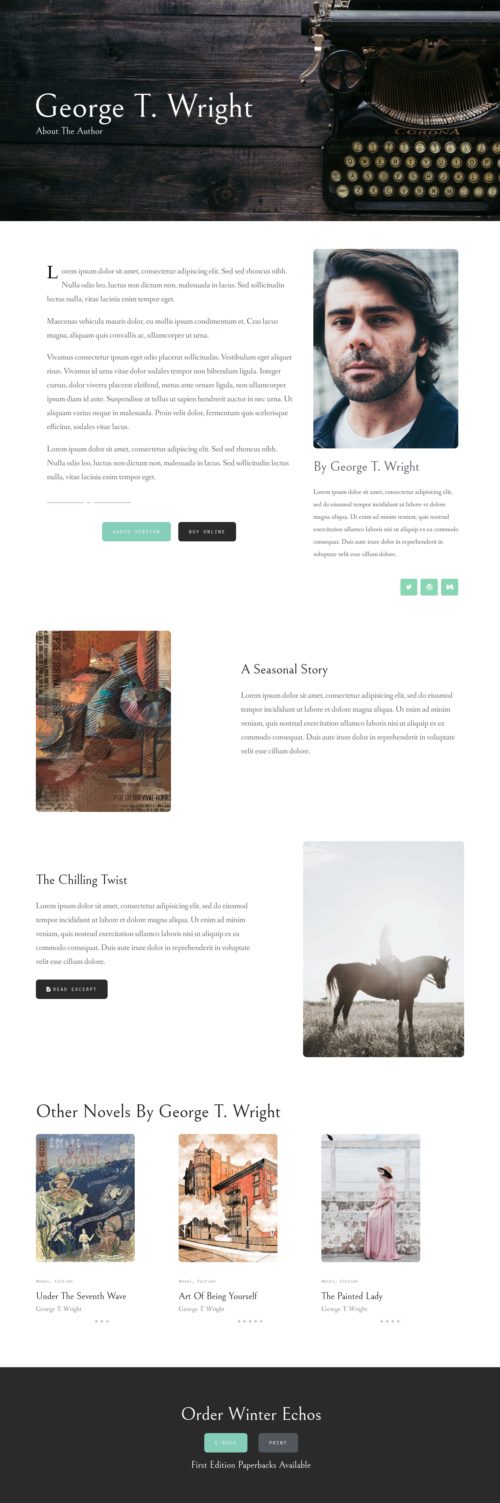 George T. Wright
About The Author
CORONA
Lorem ipsum dolor sit amet, consectetur adipiscing elit. Sed sed rhoncus nibh.
Nulla odio leo, luctus non dictum non, malesuada in lacus. Sed sollicitudin
lectus nulla, vitae lacinia enim tempor eget.
Maecenas vehicula mauris dolor, eu mollis ipsum condimentum et. Cras lacus
magna, aliquam quis convallis ac, ullamcorper ut urna.
Vivamus consectetur ipsum eget odio placerat sollicitudin. Vestibulum eget aliquet
risus. Vivamus id urna vitae dolor sodales tempor non bibendum ligula. Integer
cursus, dolor viverra placerat eleifend, metus ante ornare ligula, non ullamcorper
ipsum diam id ante. Suspendisse at tellus ut sapien hendrerit auctor in nec urna. Ut
aliquam varius neque in malesuada. Proin velit dolor, fermentum quis scelerisque
efficitur, sodales vitae lacus.
Lorem ipsum dolor sit amet, consectetur adipiscing elit. Sed sed rhoncus nibh.
Nulla odio leo, luctus non dictum non, malesuada in lacus. Sed sollicitudin lectus
nulla, vitae lacinia enim tempor eget.
AUDIO VERSION
BUY ONLINE
By George T. Wright
Lorem ipsum dolor sit amet, consectetur adipisicing elit,
sed do eiusmod tempor incididunt ut labore et dolore
magna aliqua. Ut enim ad minim veniam, quis nostrud
exercitation ullamco laboris nisi ut aliquip ex ea commodo
consequat. Duis aute irure dolor in reprehenderit in
voluptate velit esse cillum dolore.
A Seasonal Story
Lorem ipsum dolor sit amet, consectetur adipisicing elit, sed do eiusmod
tempor incididunt ut labore et dolore magna aliqua. Ut enim ad minim
veniam, quis nostrud exercitation ullamco laboris nisi ut aliquip ex ea
commodo consequat. Duis aute irure dolor in reprehenderit in voluptate
velit esse cillum dolore.
The Chilling Twist
Lorem ipsum dolor sit amet, consectetur adipisicing elit, sed do eiusmod
tempor incididunt ut labore et dolore magna aliqua. Ut enim ad minim
veniam, quis nostrud exercitation ullamco laboris nisi ut aliquip ex ea
commodo consequat. Duis aute irure dolor in reprehenderit in voluptate
velit esse cillum dolore.
READ EXCERPT
Other Novels By George T. Wright
Novel, Fiction
Under The Seventh Wave
George T. Wright
Novel, Fiction
Art Of Being Yourself
George T. Wright
Novel, Fiction
The Painted Lady
George T. Wright
Order Winter Echos
E-BOOK
PRINT
First Edition Paperbacks Available